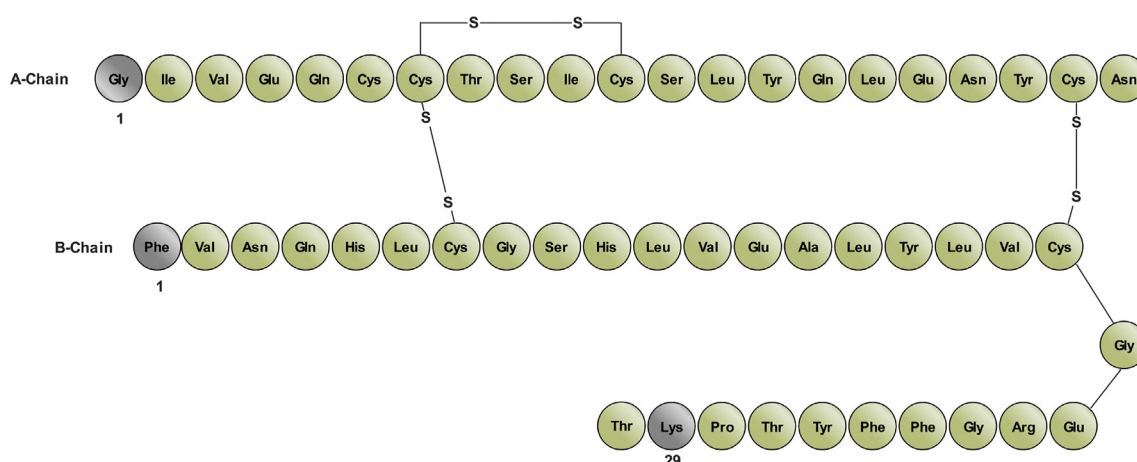 S S
A-Chain Gly Ile Val Glu Gln Cys Cys Thr Ser Ile Cys Ser Leu Tyr Gln Leu Glu Asn Tyr Cys Asn
1
S S
S S
B-Chain Phe Val Asn Gln His Leu Cys Gly Ser His Leu Val Glu Ala Leu Tyr Leu Val Cys
1
Gly
Thr Lys Pro Thr Tyr Phe Phe Gly Arg Glu
29